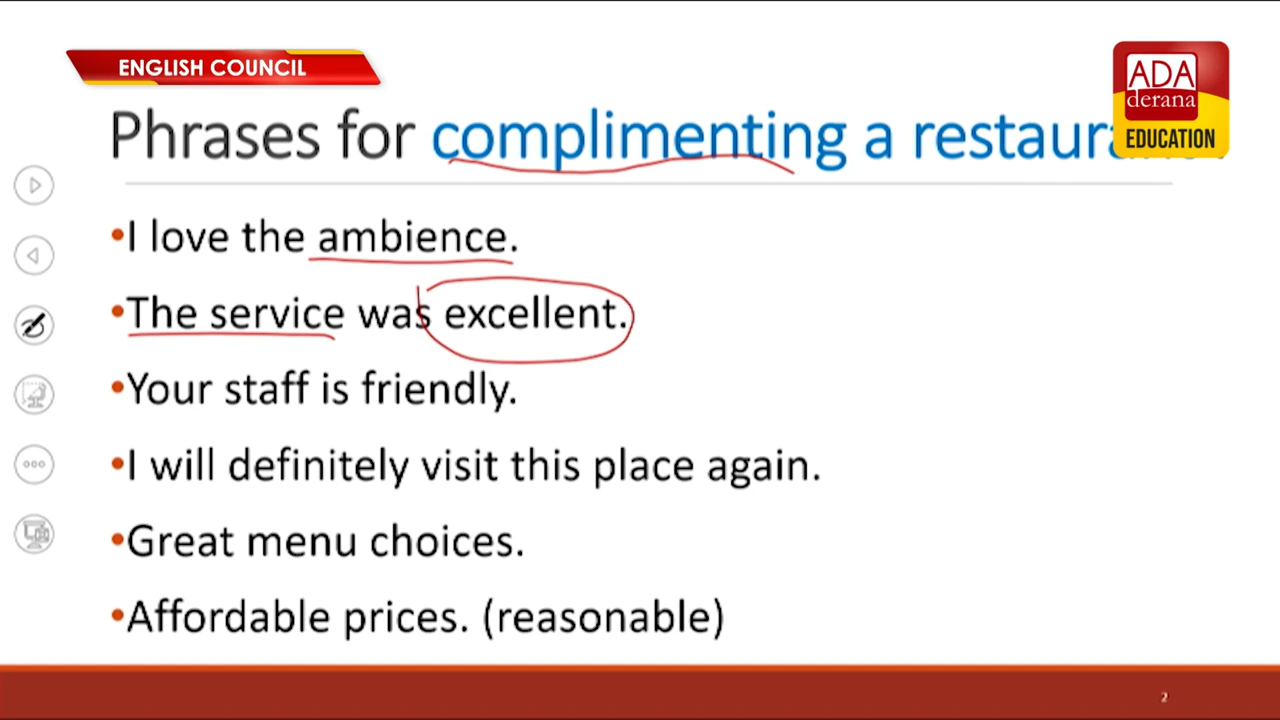 ENGLISH COUNCIL
ADA
derana
EDUCATION
Phrases for complimenting a
•I love the ambience.
•The service was excellent.
•Your staff is friendly.
•I will definitely visit this place again.
•Great menu choices.
•Affordable prices. (reasonable)
2